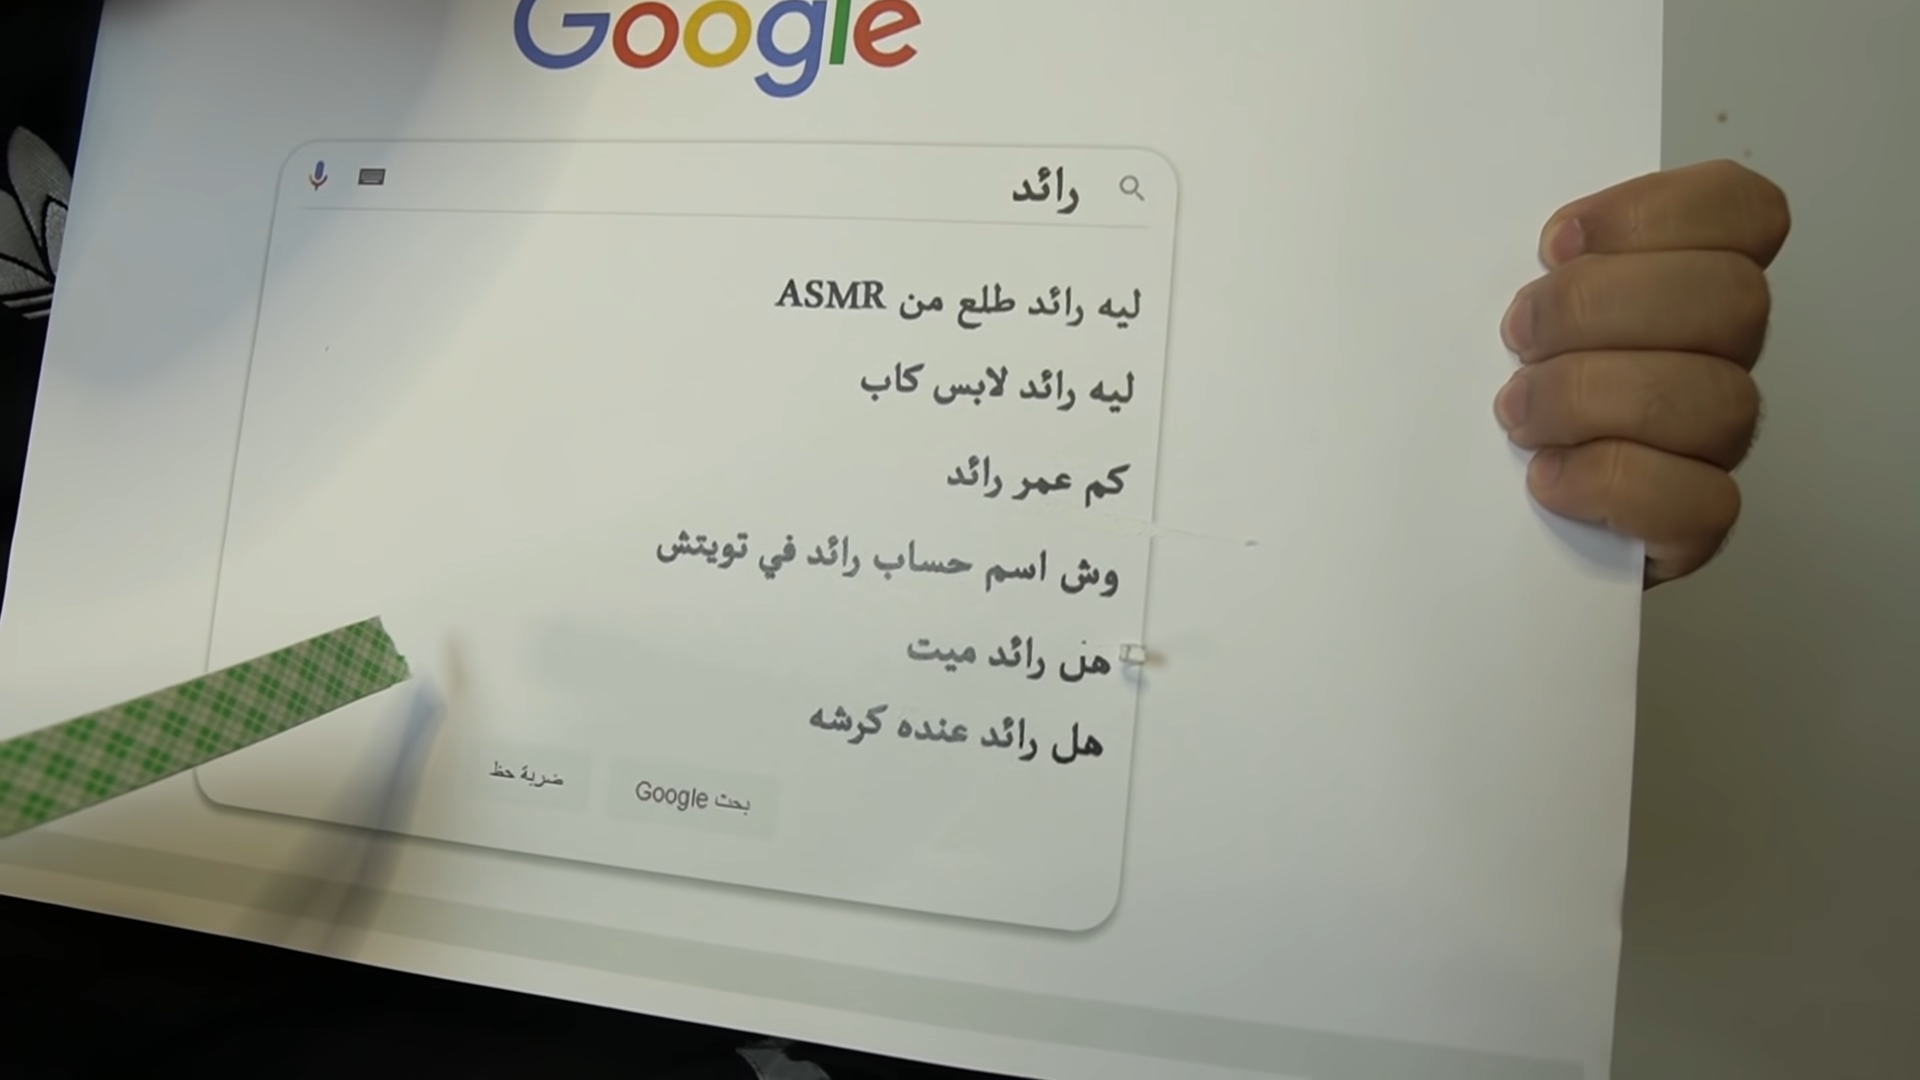 Google
رائد
ليه رائد طلع من ASMR
ليه رائد لابس كاب
كم عمر رائد
وش اسم حساب رائد في تويتش
هل رائد ميت
هل رائد عنده كرشه
بحث Google
ضربة حظ